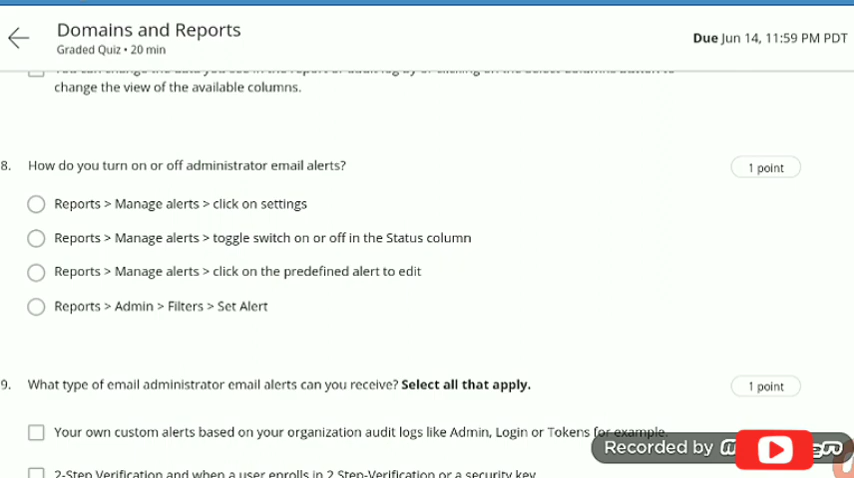 Domains and Reports
Graded Quiz • 20 min
Due Jun 14, 11:59 PM PDT
change the view of the available columns.
8. How do you turn on or off administrator email alerts?
1 point
Reports > Manage alerts > click on settings
Reports > Manage alerts > toggle switch on or off in the Status column
Reports > Manage alerts > click on the predefined alert to edit
Reports > Admin > Filters > Set Alert
9. What type of email administrator email alerts can you receive? Select all that apply.
1 point
Your own custom alerts based on your organization audit logs like Admin, Login or Tokens for example.
Recorded by
2-Step Verification and when a user enrolls in 2 Step-Verification or a security key